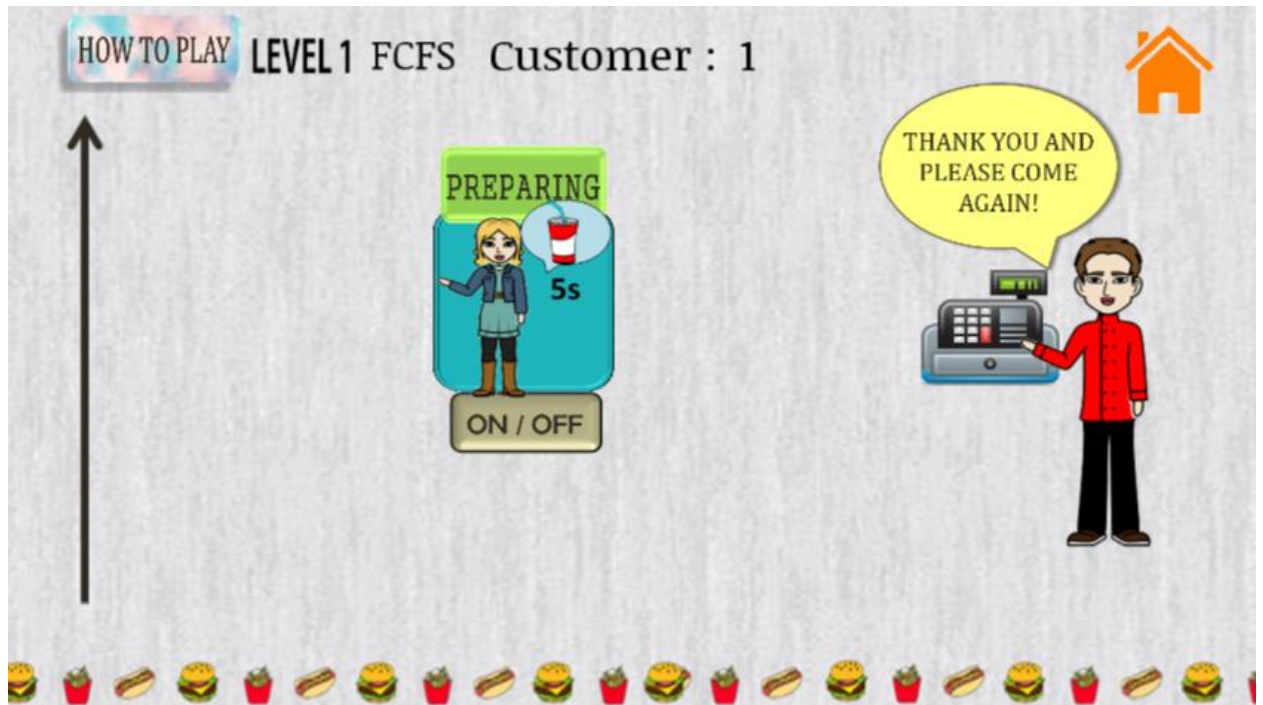 HOW TO PLAY LEVEL 1 FCFS Customer : 1
THANK YOU AND
PLEASE COME
AGAIN!
PREPARING
5s
ON / OFF